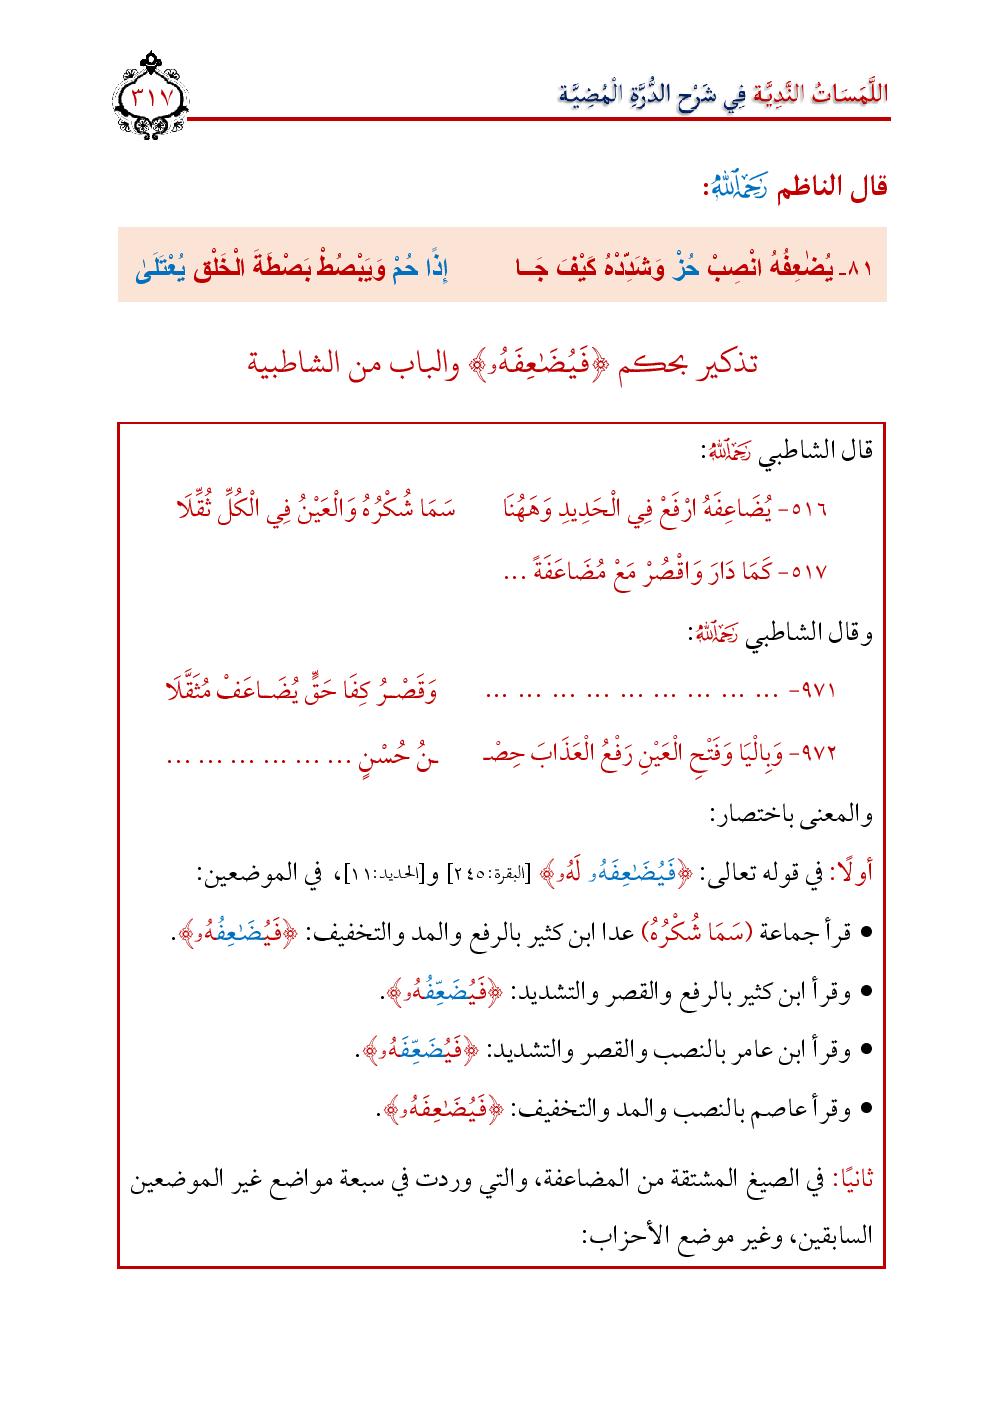 اللَّمَسَاتُ النَّدِيَّة فِي شَرْح الدُّرَّةِ الْمُضِيَّة
٣١٧
قال الناظم رَحِمَهُ اللَّهُ:
٨١- يُضٰعِفُهُ انْصِبْ حُزْ وَشَدِّدْهُ كَيْفَ جَـا إِذًا حُمْ وَيَبْصُطْ بَصْطَةَ الْخَلْقِ يُعْتَلَىٰ
تذكير بحكم ﴿فَيُضَٰعِفَهُۥ﴾ والباب من الشاطبية
قال الشاطبي رَحِمَهُ اللَّهُ:
٥١٦- يُضَاعِفَهُ ارْفَعْ فِي الْحَدِيدِ وَهَهُنَا سَمَا شُكْرُهُ وَالْعَيْنُ فِي الْكُلِّ ثُقِّلَا
٥١٧- كَمَا دَارَ وَاقْصُرْ مَعْ مُضَاعَفَةً ...
وقال الشاطبي رَحِمَهُ اللَّهُ:
٩٧١- ... ... ... ... ... ... ... ... ... وَقَصْـرُ كِفَا حَقٍّ يُضَـاعَفْ مُثَقَّلَا
٩٧٢- وَبِالْيَا وَفَتْحِ الْعَيْنِ رَفْعُ الْعَذَابَ حِصْـ ـنُ حُسْنٍ ... ... ... ... ... ...
والمعنى باختصار:
أولًا: في قوله تعالى: ﴿فَيُضَٰعِفَهُۥ لَهُۥ﴾ [البقرة:٢٤٥] و[الحديد:١١]، في الموضعين:
• قرأ جماعة (سَمَا شُكْرُهُ) عدا ابن كثير بالرفع والمد والتخفيف: ﴿فَيُضَٰعِفُهُۥ﴾.
• وقرأ ابن كثير بالرفع والقصر والتشديد: ﴿فَيُضَعِّفُهُۥ﴾.
• وقرأ ابن عامر بالنصب والقصر والتشديد: ﴿فَيُضَعِّفَهُۥ﴾.
• وقرأ عاصم بالنصب والمد والتخفيف: ﴿فَيُضَٰعِفَهُۥ﴾.
ثانيًا: في الصيغ المشتقة من المضاعفة، والتي وردت في سبعة مواضع غير الموضعين
السابقين، وغير موضع الأحزاب: